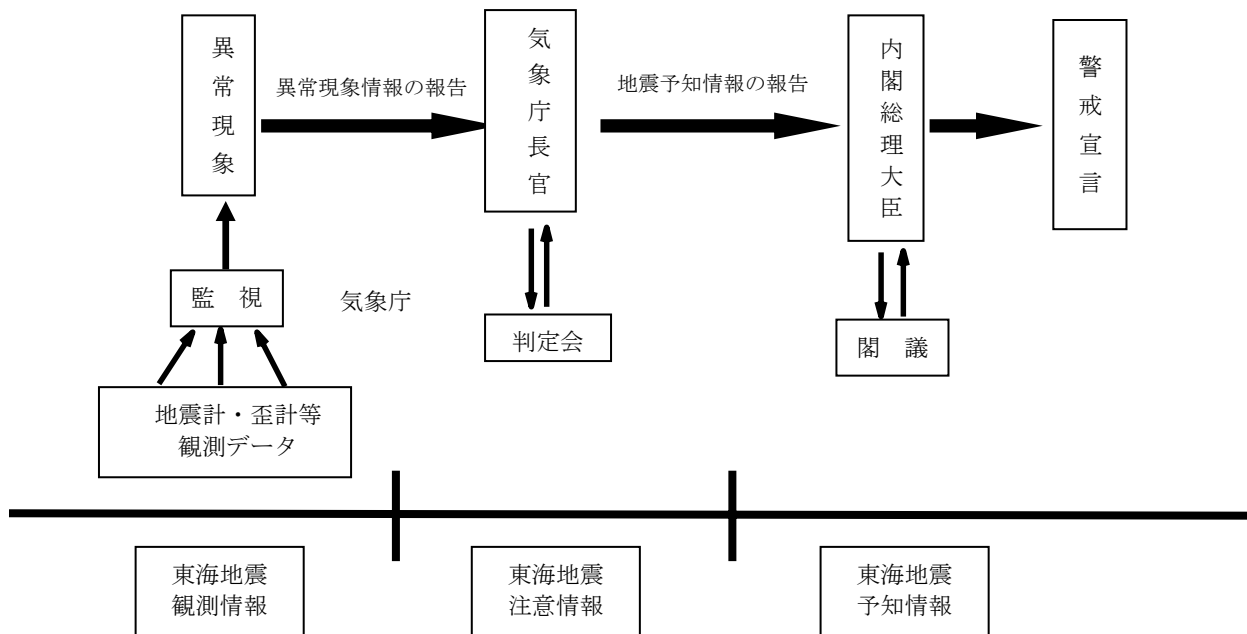 異常現象
異常現象情報の報告
気象庁長官
地震予知情報の報告
内閣総理大臣
警戒宣言
監　視
気象庁
判定会
閣　議
地震計・歪計等
観測データ
東海地震
観測情報
東海地震
注意情報
東海地震
予知情報